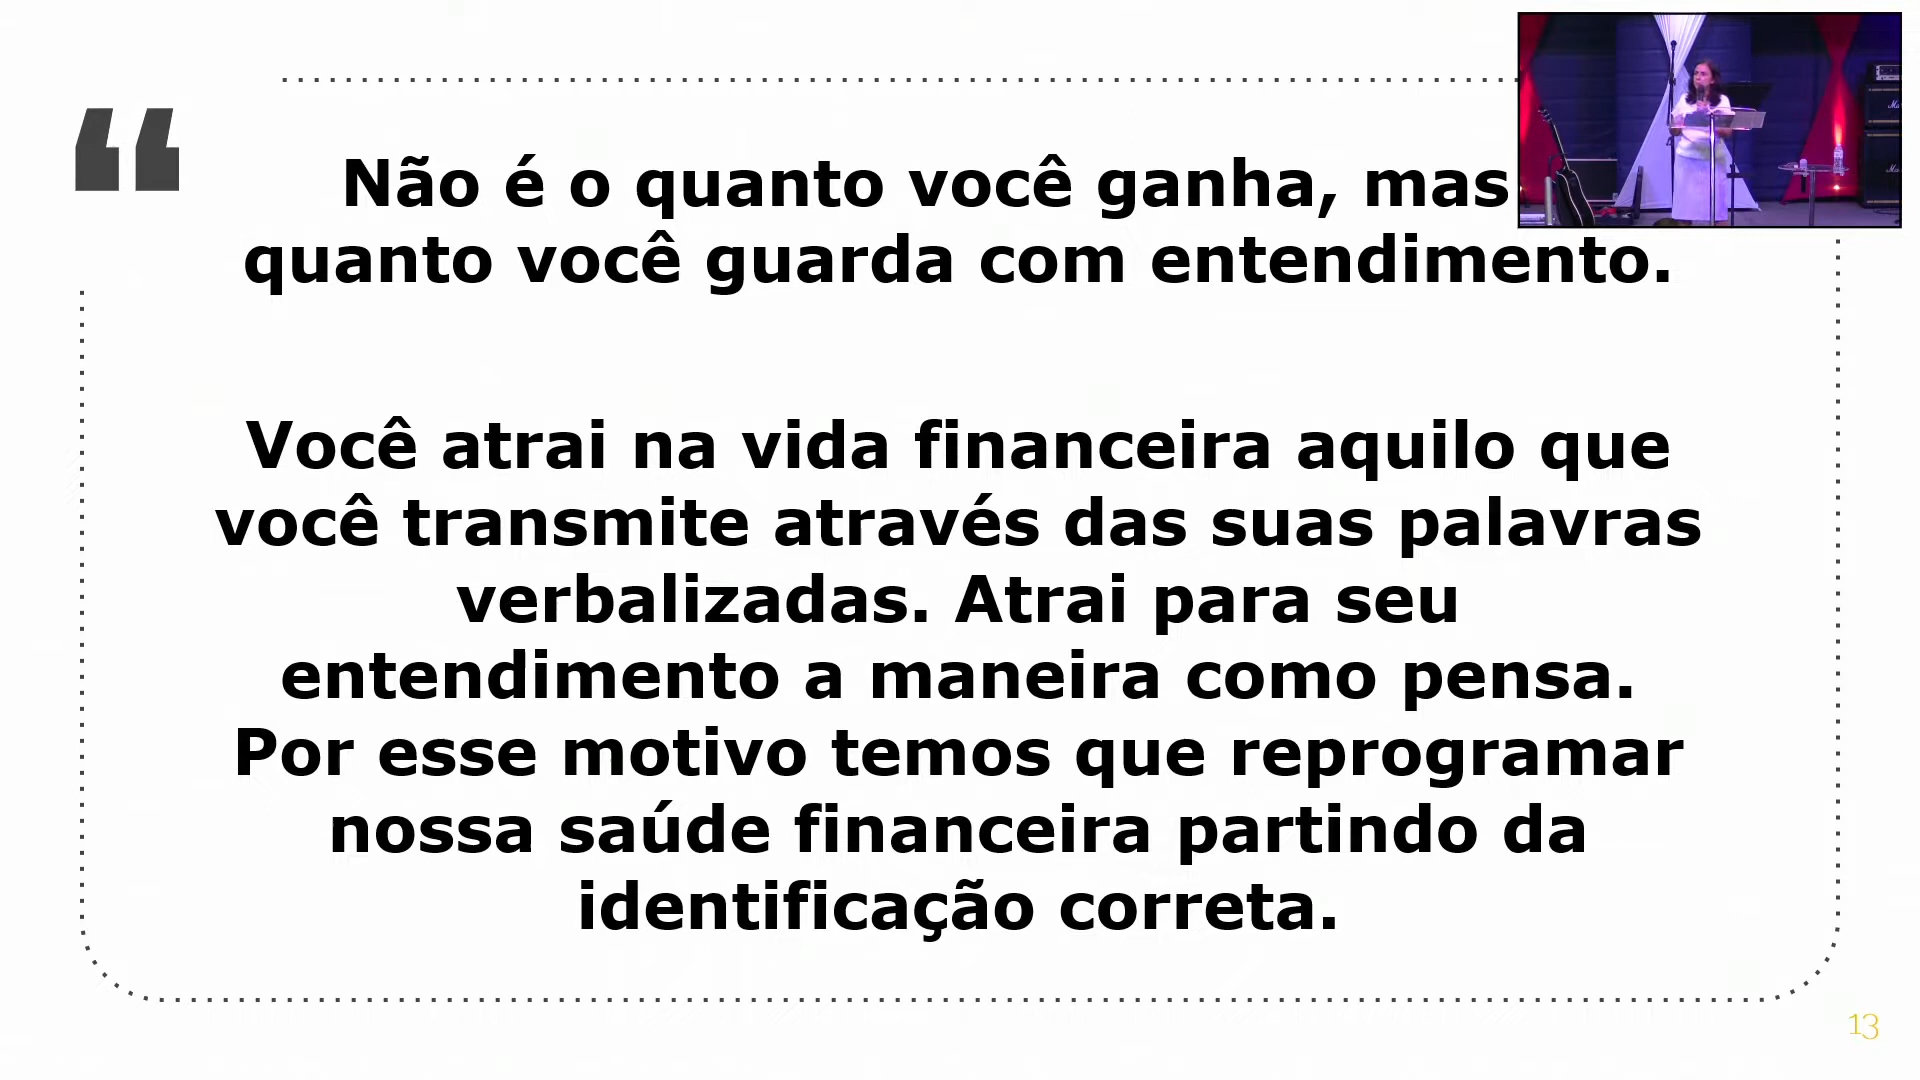 “
Não é o quanto você ganha, mas
quanto você guarda com entendimento.
Você atrai na vida financeira aquilo que
você transmite através das suas palavras
verbalizadas. Atrai para seu
entendimento a maneira como pensa.
Por esse motivo temos que reprogramar
nossa saúde financeira partindo da
identificação correta.
13